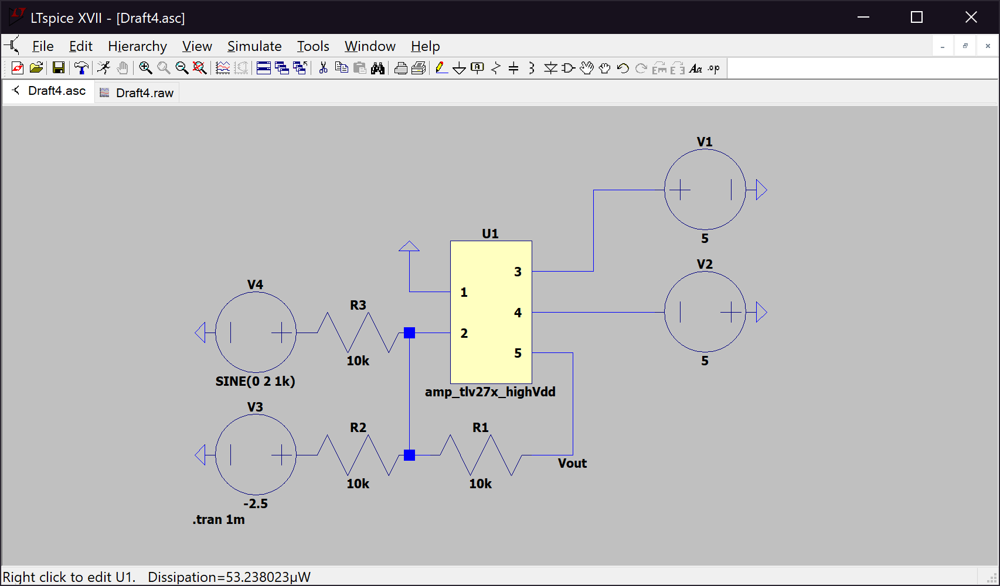 LTspice XVII - [Draft4.asc]
File Edit Hierarchy View Simulate Tools Window Help
Aa .op
Draft4.asc Draft4.raw
V1
5
U1
3
V2
V4
1
R3
4
2
5
10k
5
SINE(0 2 1k)
amp_tlv27x_highVdd
V3
R2
R1
Vout
10k
10k
-2.5
.tran 1m
Right click to edit U1. Dissipation=53.238023µW